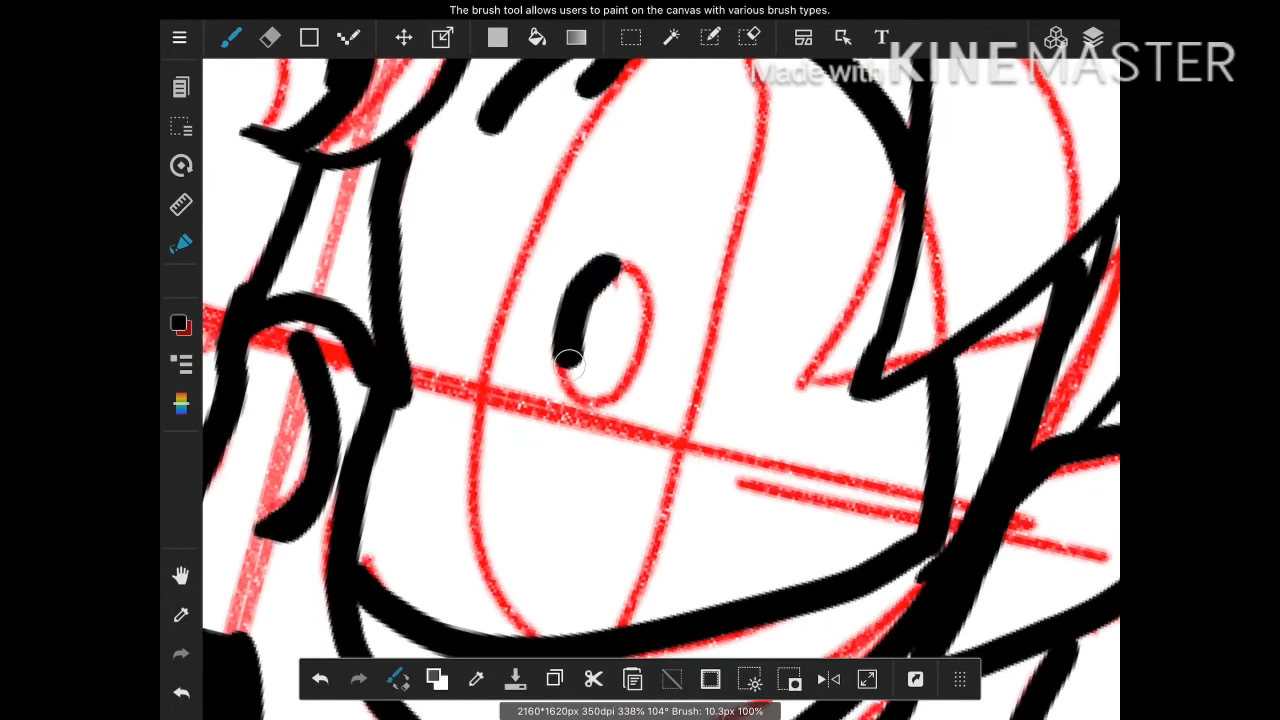 The brush tool allows users to paint on the canvas with various brush types.
T
Made with KINEMASTER
2160*1620px 350dpi 338% 104° Brush: 10.3px 100%